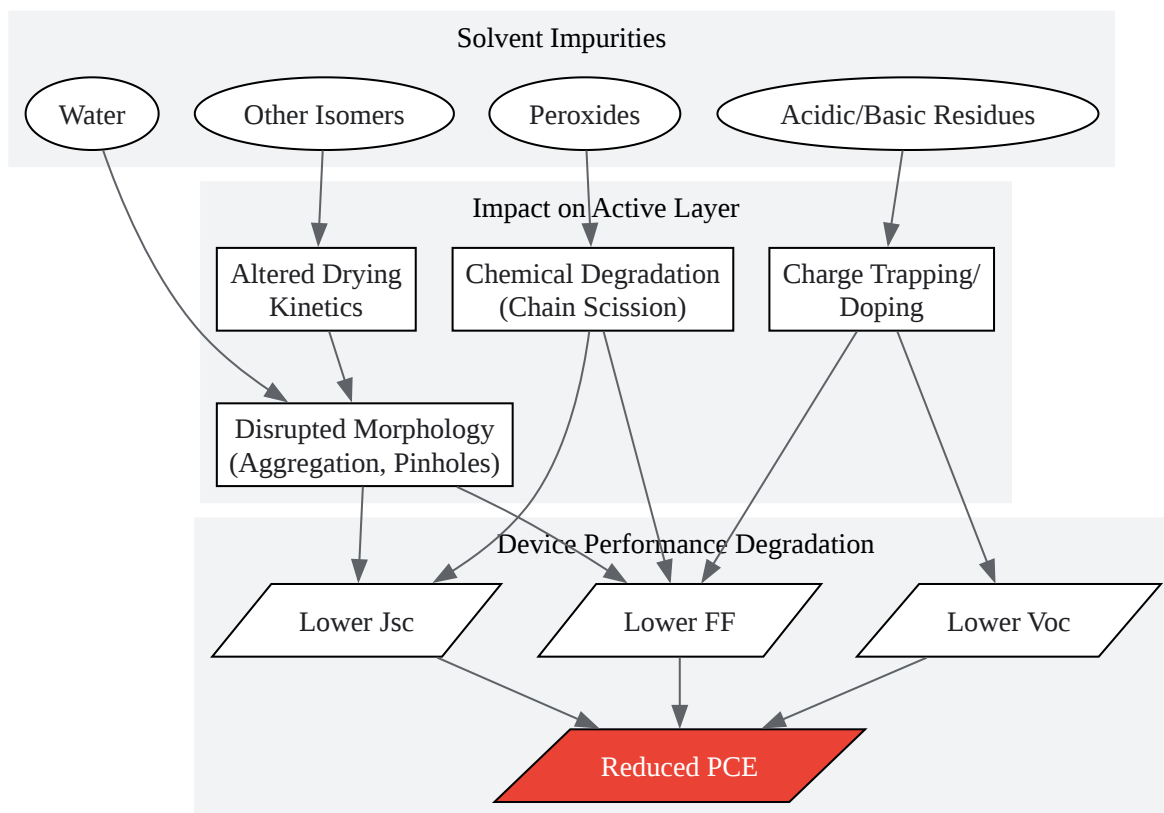 Solvent Impurities
Water
Other Isomers
Peroxides
Acidic/Basic Residues
Impact on Active Layer
Altered Drying
Kinetics
Chemical Degradation
(Chain Scission)
Charge Trapping/
Doping
Disrupted Morphology
(Aggregation, Pinholes)
Device Performance Degradation
Lower Jsc
Lower FF
Lower Voc
Reduced PCE